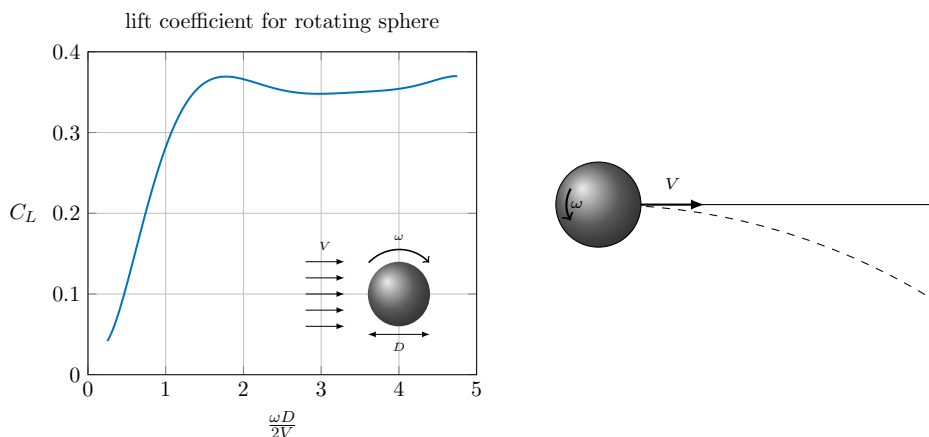 lift coefficient for rotating sphere
0.4
0.3
C_L
0.2
0.1
0
0 1 2 3 4 5
ωD/2V
V
ω
D
V
ω